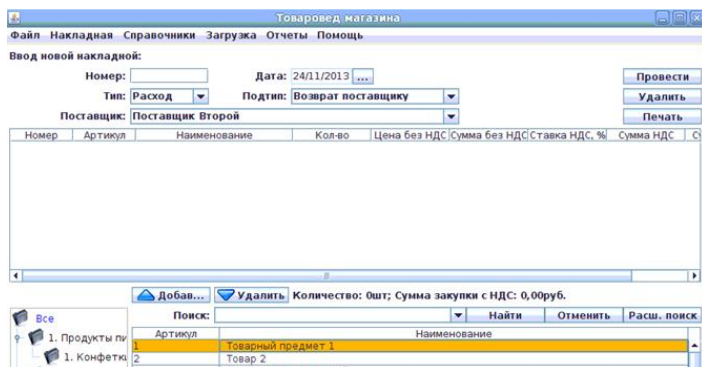 Товаровед магазина
Файл Накладная Справочники Загрузка Отчеты Помощь
Ввод новой накладной:
Номер: Дата: 24/11/2013 ... Провести
Тип: Расход Подтип: Возврат поставщику Удалить
Поставщик: Поставщик Второй Печать
Номер Артикул Наименование Кол-во Цена без НДС Сумма без НДС Ставка НДС, % Сумма НДС
Добав... Удалить Количество: 0шт; Сумма закупки с НДС: 0,00руб.
Все Поиск: Найти Отменить Расш. поиск
Артикул Наименование
1. Продукты пи
1 Товарный предмет 1
1. Конфетк 2 Товар 2